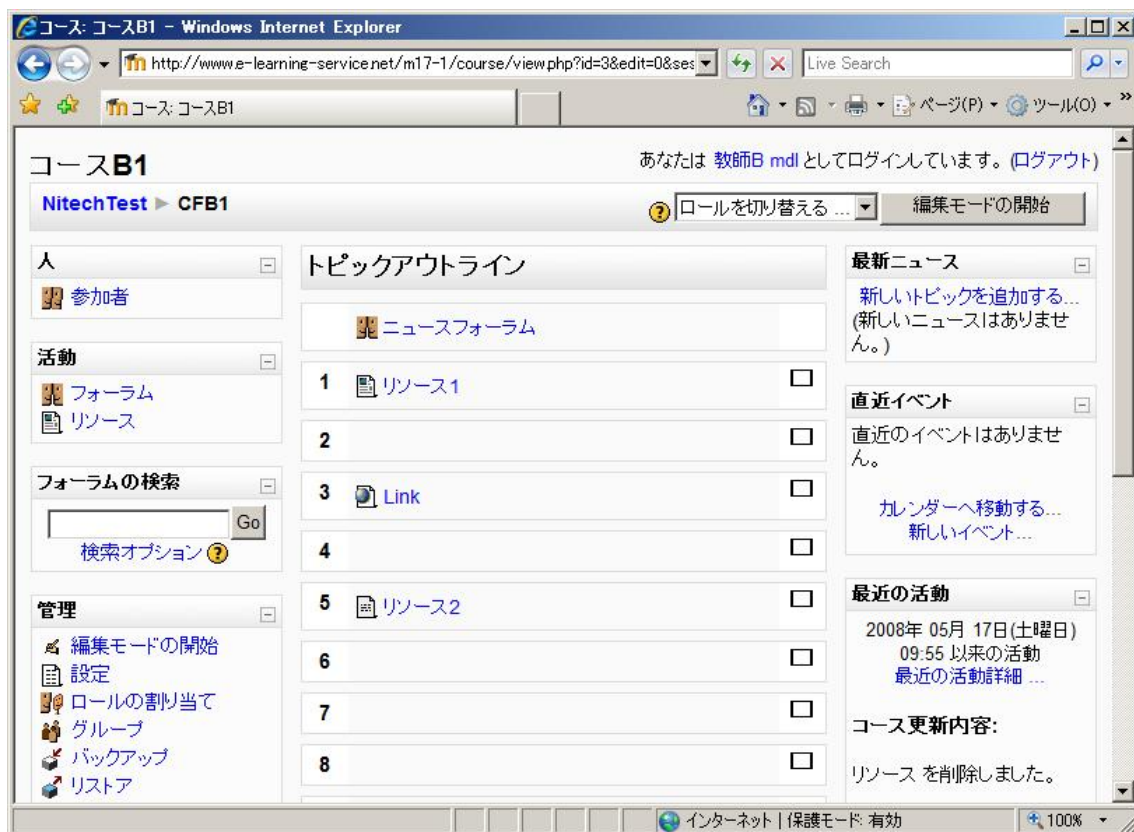 コース: コースB1 - Windows Internet Explorer
http://www.e-learning-service.net/m17-1/course/view.php?id=3&edit=0&ses
Live Search
コース: コースB1
ページ(P)
ツール(O)
コースB1
あなたは 教師B mdl としてログインしています。(ログアウト)
NitechTest ► CFB1
ロールを切り替える ...
編集モードの開始
人
参加者
活動
フォーラム
リソース
フォーラムの検索
Go
検索オプション
管理
編集モードの開始
設定
ロールの割り当て
グループ
バックアップ
リストア
トピックアウトライン
ニュースフォーラム
1 リソース1
2
3 Link
4
5 リソース2
6
7
8
最新ニュース
新しいトピックを追加する...
(新しいニュースはありませ
ん。)
直近イベント
直近のイベントはありませ
ん。
カレンダーへ移動する...
新しいイベント...
最近の活動
2008年 05月 17日(土曜日)
09:55 以来の活動
最近の活動詳細 ...
コース更新内容:
リソース を削除しました。
インターネット | 保護モード: 有効
100%